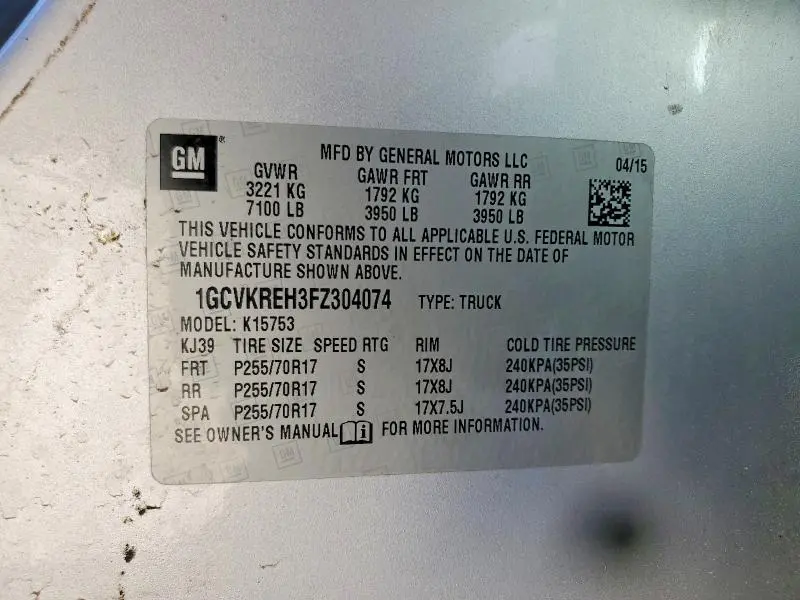 GM ® MFD BY GENERAL MOTORS LLC 04/15
GVWR GAWR FRT GAWR RR
3221 KG 1792 KG 1792 KG
7100 LB 3950 LB 3950 LB
THIS VEHICLE CONFORMS TO ALL APPLICABLE U.S. FEDERAL MOTOR
VEHICLE SAFETY STANDARDS IN EFFECT ON THE DATE OF
MANUFACTURE SHOWN ABOVE.
1GCVKREH3FZ304074 TYPE: TRUCK
MODEL: K15753
KJ39 TIRE SIZE SPEED RTG RIM COLD TIRE PRESSURE
FRT P255/70R17 S 17X8J 240KPA(35PSI)
RR P255/70R17 S 17X8J 240KPA(35PSI)
SPA P255/70R17 S 17X7.5J 240KPA(35PSI)
SEE OWNER'S MANUAL FOR MORE INFORMATION.